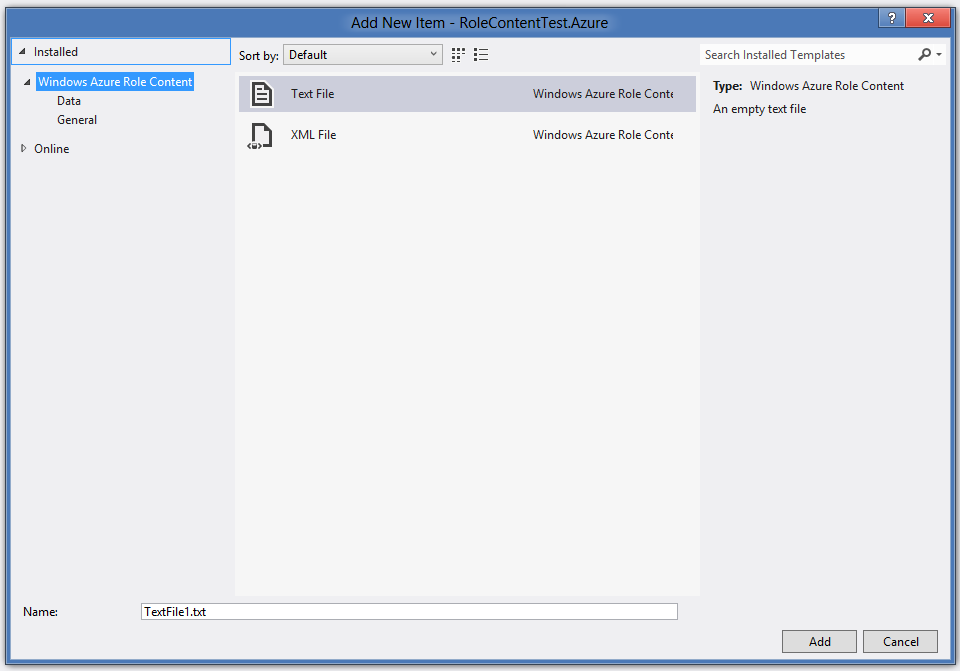 Add New Item - RoleContentTest.Azure
?
Installed
Sort by: Default
Search Installed Templates
Windows Azure Role Content
Data
General
Online
Text File Windows Azure Role Conte
XML File Windows Azure Role Conte
Type: Windows Azure Role Content
An empty text file
Name: TextFile1.txt
Add Cancel